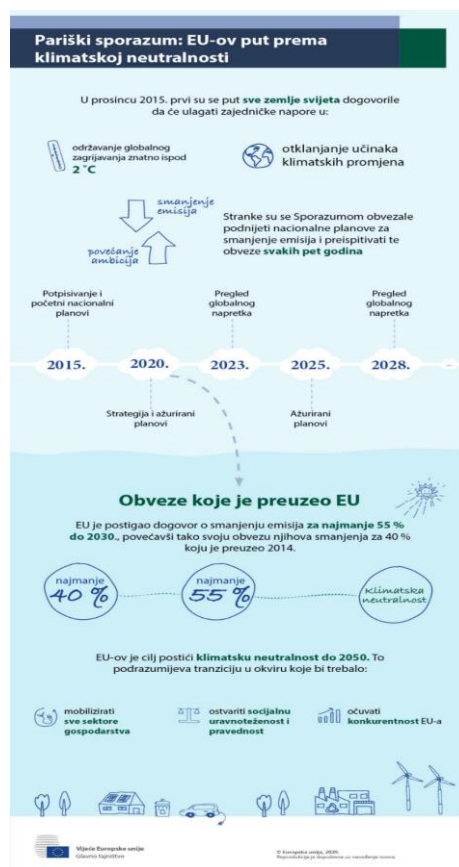 Pariški sporazum: EU-ov put prema
klimatskoj neutralnosti
U prosincu 2015. prvi su se put sve zemlje svijeta dogovorile
da će ulagati zajedničke napore u:
održavanje globalnog
zagrijavanja znatno ispod
2 °C
otklanjanje učinaka
klimatskih promjena
smanjenje
emisija
povećanje
ambicija
Stranke su se Sporazumom obvezale
podnijeti nacionalne planove za
smanjenje emisija i preispitivati te
obveze svakih pet godina
Potpisivanje i
početni nacionalni
planovi
Pregled
globalnog
napretka
Pregled
globalnog
napretka
2015.
2020.
2023.
2025.
2028.
Strategija i ažurirani
planovi
Ažurirani
planovi
Obveze koje je preuzeo EU
EU je postigao dogovor o smanjenju emisija za najmanje 55 %
do 2030., povećavši tako svoju obvezu njihova smanjenja za 40 %
koju je preuzeo 2014.
najmanje
40 %
najmanje
55 %
Klimatska
neutralnost
EU-ov je cilj postići klimatsku neutralnost do 2050. To
podrazumijeva tranziciju u okviru koje bi trebalo:
mobilizirati
sve sektore
gospodarstva
ostvariti socijalnu
uravnoteženost i
pravednost
očuvati
konkurentnost EU-a
Vijeće Europske unije
Glavno tajništvo
© Europska unija, 2020.
Reprodukcija je dopuštena uz navođenje izvora.